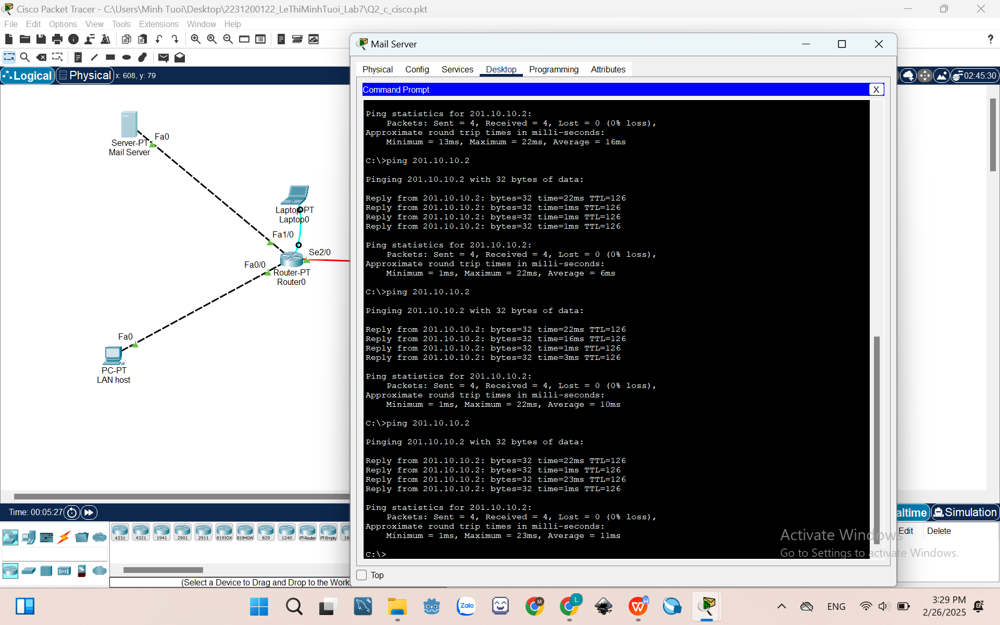 Cisco Packet Tracer - C:\Users\Minh Tuoi\Desktop\2231200122_LeThiMinhTuoi_Lab7\Q2_c_cisco.pkt
File Edit Options View Tools Extensions Window Help
Logical
Physical
x: 608, y: 79
02:45:30
Fa0
Server-PT
Mail Server
Laptop-PT
Laptop0
Fa1/0
Se2/0
Fa0/0
Router-PT
Router0
Fa0
PC-PT
LAN host
Mail Server
Physical Config Services Desktop Programming Attributes
Command Prompt
X
Ping statistics for 201.10.10.2:
Packets: Sent = 4, Received = 4, Lost = 0 (0% loss),
Approximate round trip times in milli-seconds:
Minimum = 13ms, Maximum = 22ms, Average = 16ms
C:\>ping 201.10.10.2
Pinging 201.10.10.2 with 32 bytes of data:
Reply from 201.10.10.2: bytes=32 time=22ms TTL=126
Reply from 201.10.10.2: bytes=32 time=1ms TTL=126
Reply from 201.10.10.2: bytes=32 time=1ms TTL=126
Reply from 201.10.10.2: bytes=32 time=1ms TTL=126
Ping statistics for 201.10.10.2:
Packets: Sent = 4, Received = 4, Lost = 0 (0% loss),
Approximate round trip times in milli-seconds:
Minimum = 1ms, Maximum = 22ms, Average = 6ms
C:\>ping 201.10.10.2
Pinging 201.10.10.2 with 32 bytes of data:
Reply from 201.10.10.2: bytes=32 time=22ms TTL=126
Reply from 201.10.10.2: bytes=32 time=16ms TTL=126
Reply from 201.10.10.2: bytes=32 time=1ms TTL=126
Reply from 201.10.10.2: bytes=32 time=3ms TTL=126
Ping statistics for 201.10.10.2:
Packets: Sent = 4, Received = 4, Lost = 0 (0% loss),
Approximate round trip times in milli-seconds:
Minimum = 1ms, Maximum = 22ms, Average = 10ms
C:\>ping 201.10.10.2
Pinging 201.10.10.2 with 32 bytes of data:
Reply from 201.10.10.2: bytes=32 time=22ms TTL=126
Reply from 201.10.10.2: bytes=32 time=1ms TTL=126
Reply from 201.10.10.2: bytes=32 time=23ms TTL=126
Reply from 201.10.10.2: bytes=32 time=1ms TTL=126
Ping statistics for 201.10.10.2:
Packets: Sent = 4, Received = 4, Lost = 0 (0% loss),
Approximate round trip times in milli-seconds:
Minimum = 1ms, Maximum = 23ms, Average = 11ms
C:\>
Top
Time: 00:05:27
altime
Simulation
4331 4321 1941 2901 2911 819IOX 819HGW 829 1240 PT-Router PT-Empty 18
Edit Delete
Activate Windows
Go to Settings to activate Windows.
(Select a Device to Drag and Drop to the Work
Zalo
M
L
W
ENG
3:29 PM
2/26/2025